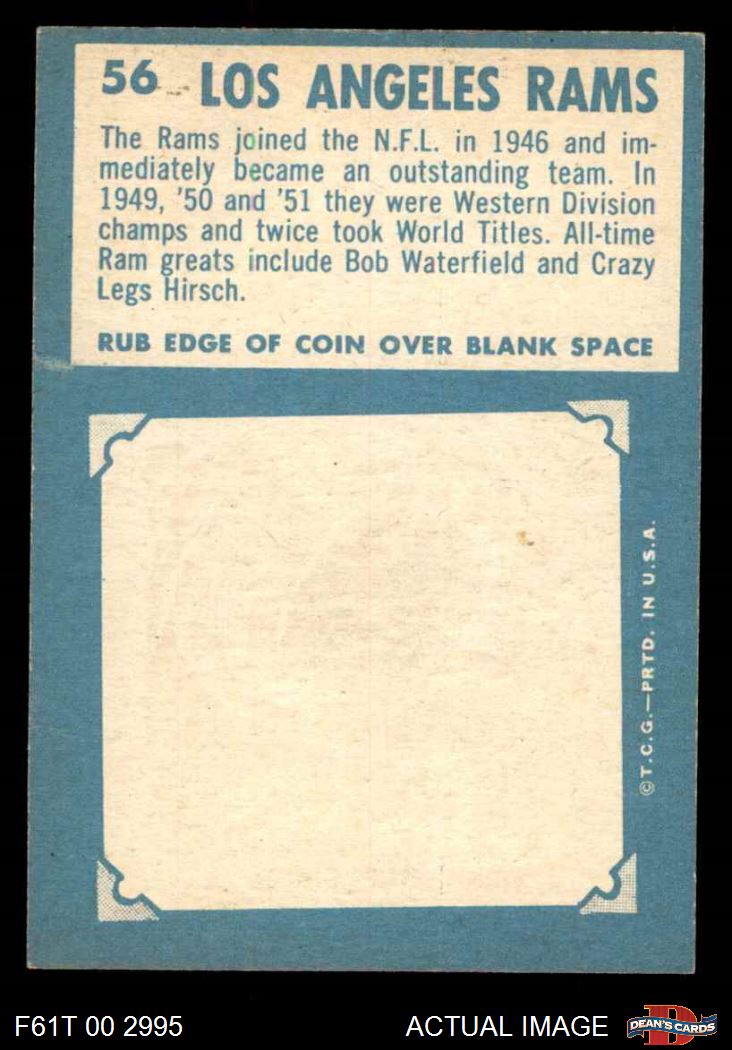 56 LOS ANGELES RAMS
The Rams joined the N.F.L. in 1946 and im-
mediately became an outstanding team. In
1949, '50 and '51 they were Western Division
champs and twice took World Titles. All-time
Ram greats include Bob Waterfield and Crazy
Legs Hirsch.
RUB EDGE OF COIN OVER BLANK SPACE
©T.C.G.—PRTD. IN U.S.A.
F61T 00 2995
ACTUAL IMAGE
D
DEAN'S CARDS